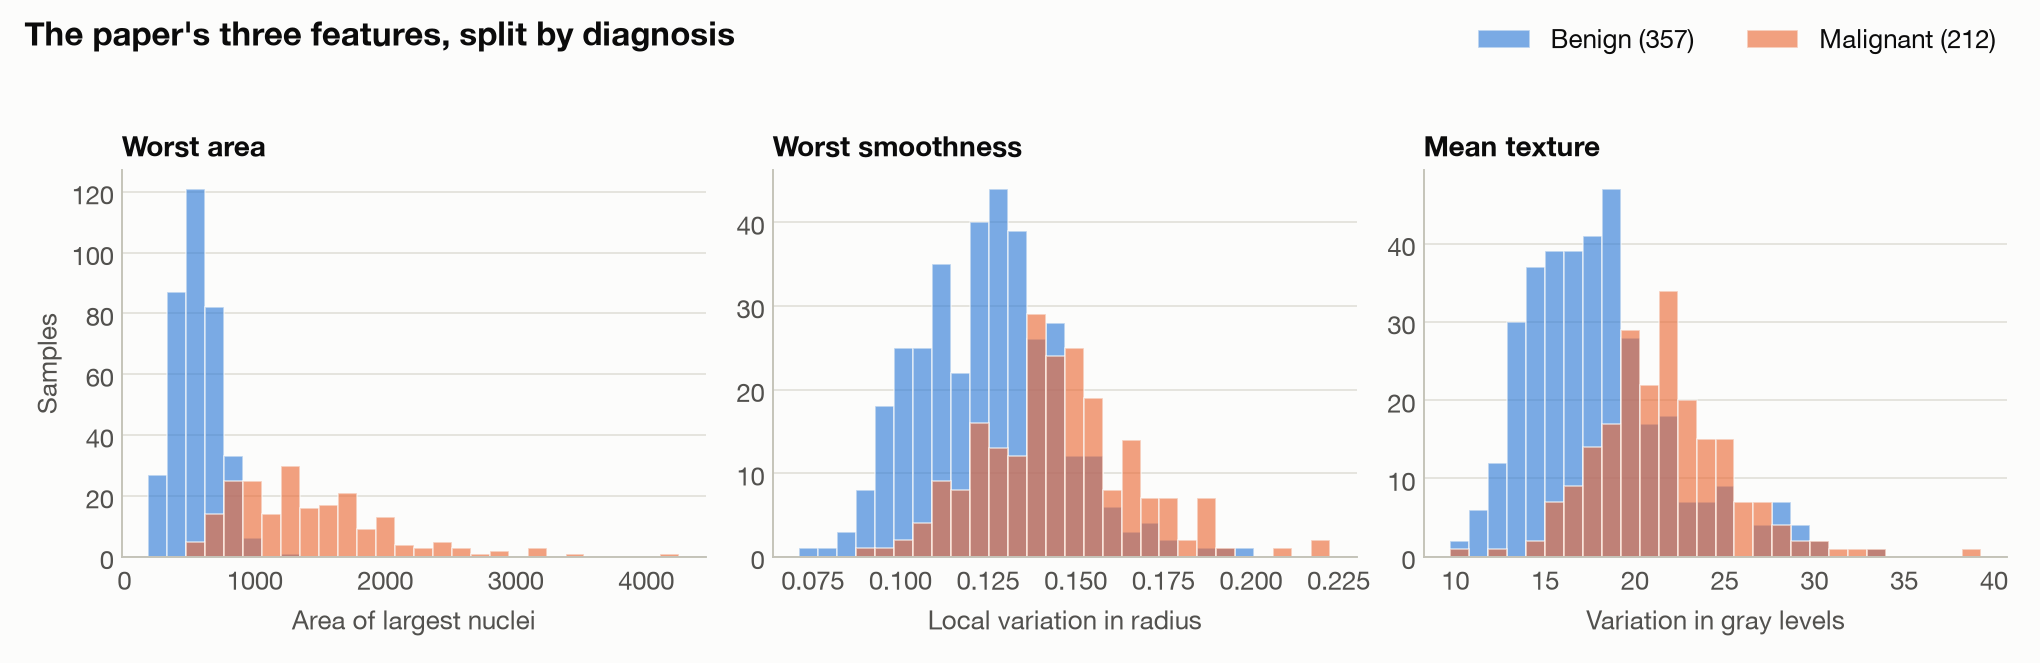 The paper's three features, split by diagnosis
Benign (357)
Malignant (212)
Worst area
Samples
120
100
80
60
40
20
0
0 1000 2000 3000 4000
Area of largest nuclei
Worst smoothness
40
30
20
10
0
0.075 0.100 0.125 0.150 0.175 0.200 0.225
Local variation in radius
Mean texture
40
30
20
10
0
10 15 20 25 30 35 40
Variation in gray levels